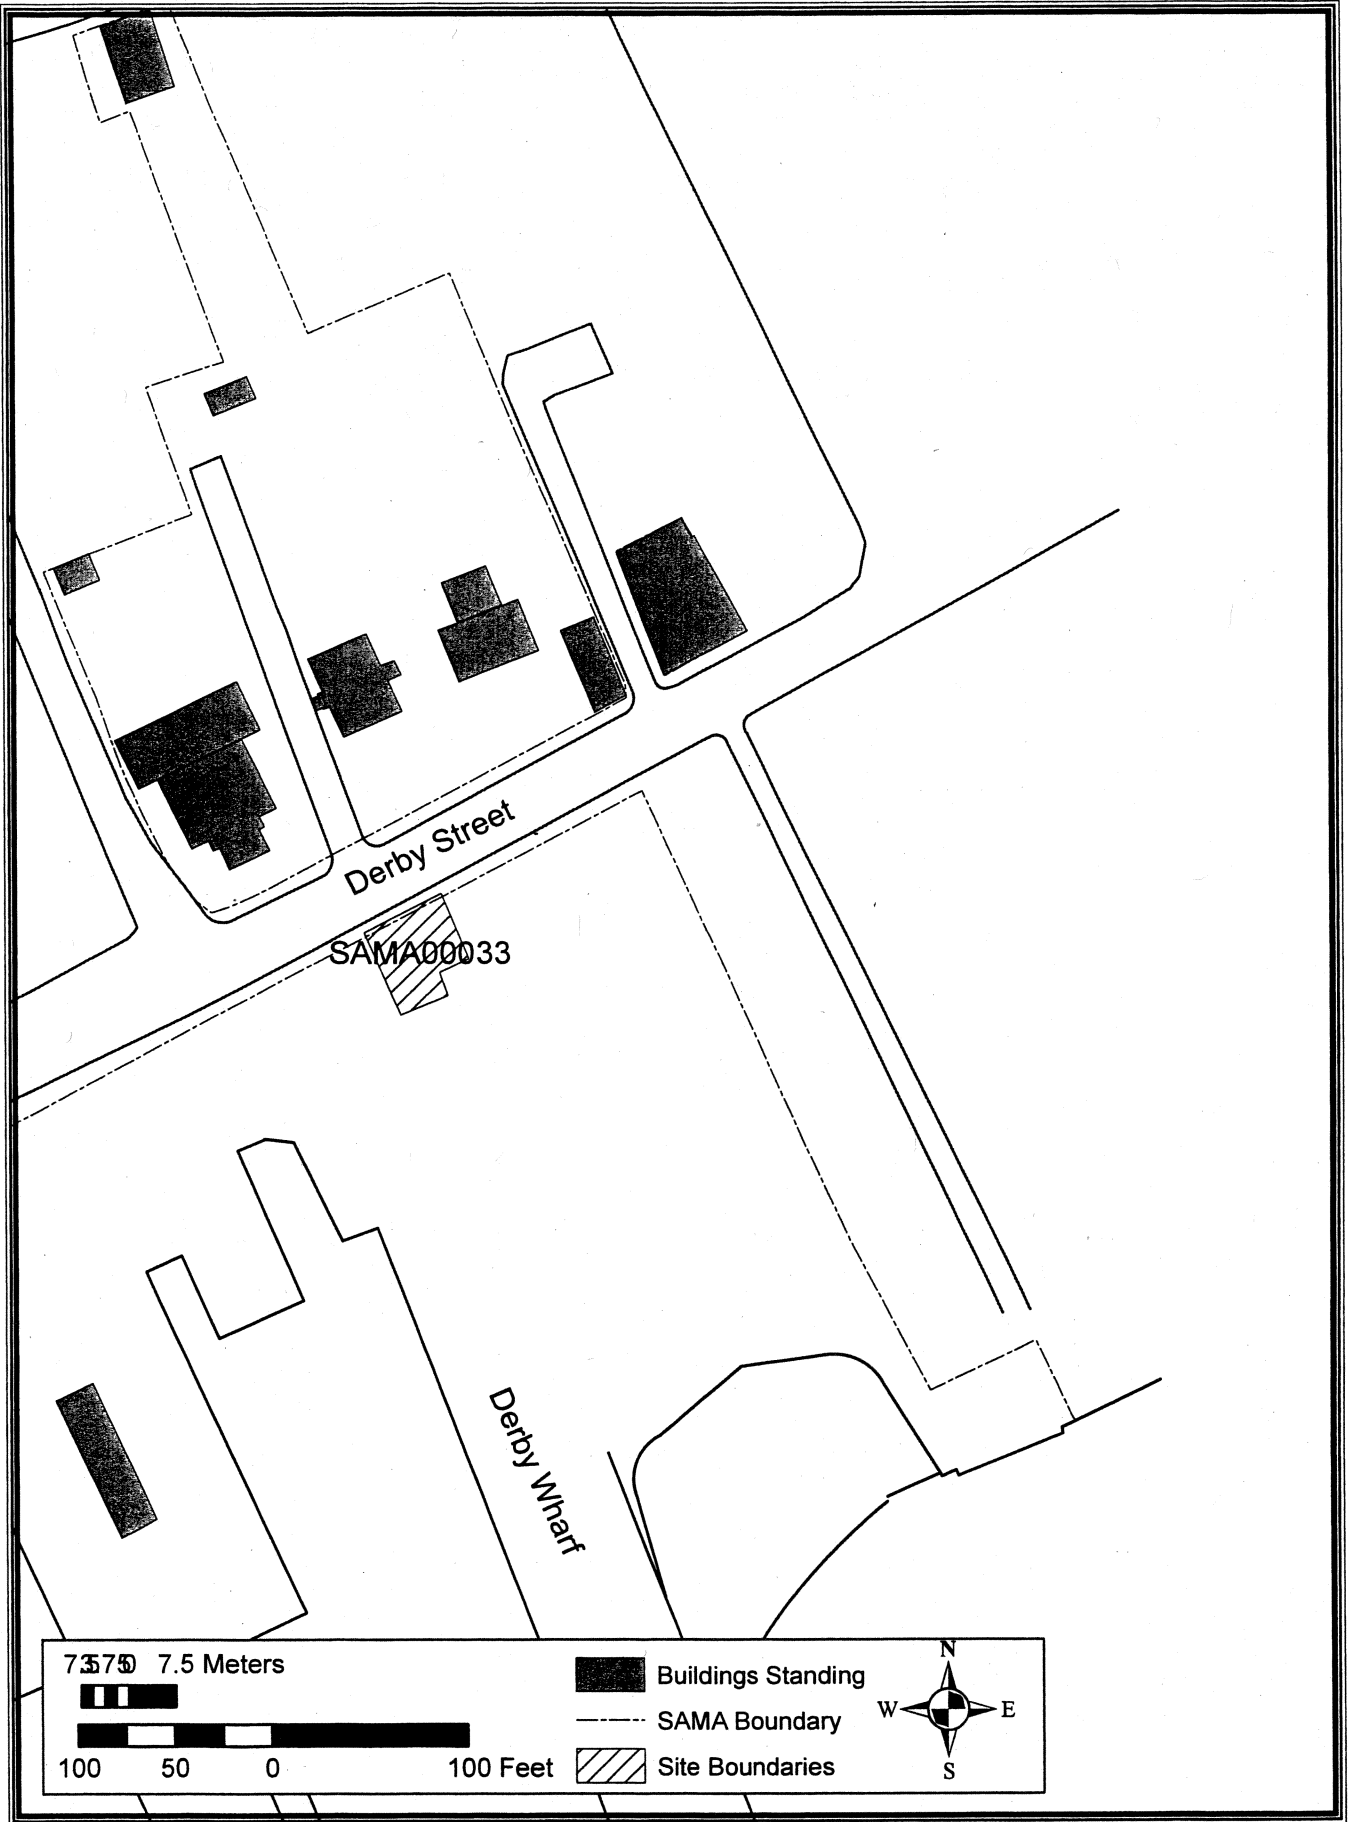 Derby Street
SAMA00033
Derby Wharf
7.5 Meters
100 50 0 100 Feet
Buildings Standing
SAMA Boundary
Site Boundaries
N
W E
S